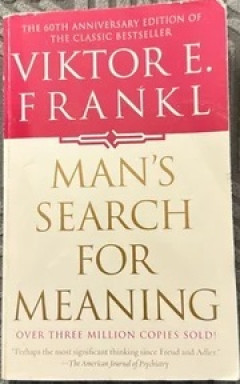 THE 60TH ANNIVERSARY EDITION OF
THE CLASSIC BESTSELLER
VIKTOR E.
FRANKL
MAN'S
SEARCH
FOR
MEANING
OVER THREE MILLION COPIES SOLD!
"Perhaps the most significant thinking since Freud and Adler."
—The American Journal of Psychiatry